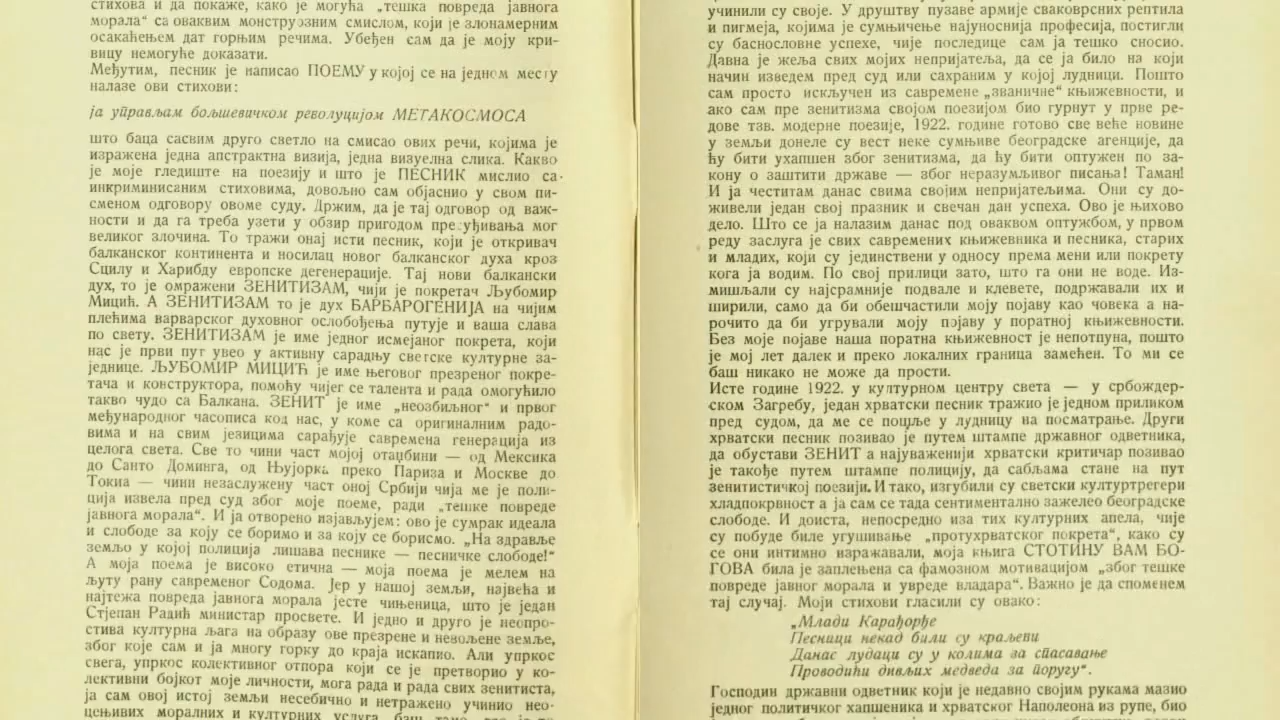 стихова и да покаже, како је могућа „тешка повреда јавнога
морала“ са оваквим монструозним смислом, који је злонамерним
осакаћењем дат горњим речима. Убеђен сам да је моју кри-
вицу немогуће доказати.
Међутим, песник је написао ПОЕМУ у којој се на једном месту
налазе ови стихови:
ја управљам бољшевичком револуцијом МЕТАКОСМОСА
што баца сасвим друго светло на смисао ових речи, којима је
изражена једна апстрактна визија, једна визуелна слика. Какво
је моје гледиште на поезију и што је ПЕСНИК мислио са
инкриминисаним стиховима, довољно сам објаснио у свом пи-
сменом одговору овоме суду. Држим, да је тај одговор од важ-
ности и да га треба узети у обзир пригодом пресуђивања мог
великог злочина. То тражи онај исти песник, који је откривач
балканског континента и носилац новог балканског духа кроз
Сцилу и Харибду европске дегенерације. Тај нови балкански
дух, то је омражени ЗЕНИТИЗАМ, чији је покретач Љубомир
Мицић. А ЗЕНИТИЗАМ то је дух БАРБАРОГЕНИЈА на чијим
плећима варварског духовног ослобођења путује и ваша слава
по свету. ЗЕНИТИЗАМ је име једног исмејаног покрета, који
нас је први пут увео у активну сарадњу светске културне за-
једнице. ЉУБОМИР МИЦИЋ је име његовог презреног покре-
тача и конструктора, помоћу чијег се талента и рада омогућило
такво чудо са Балкана. ЗЕНИТ је име „неозбиљног“ и првог
међународног часописа код нас, у коме са оригиналним радо-
вима и на свим језицима сарађује савремена генерација из
целога света. Све то чини част мојој отаџбини — од Мексика
до Санто Доминга, од Њујорка преко Париза и Москве до
Токиа — чини незаслужену част оној Србији чија ме је поли-
ција извела пред суд због моје поеме, ради „тешке повреде
јавнога морала“. И ја отворено изјављујем: ово је сумрак идеала
и слободе за коју се боримо и за коју се борисмо. „На здравље
земљо у којој полиција лишава песнике — песничке слободе!“
А моја поема је високо етична — моја поема је мелем на
љуту рану савременог Содома. Јер у нашој земљи, највећа и
најтежа повреда јавнога морала јесте чињеница, што је један
Стјепан Радић министар просвете. И једно и друго је неопро-
стива културна љага на образу ове презрене и невољене земље,
због које сам и ја многу горку до краја искапио. Али упркос
свега, упркос колективног отпора који се је претворио у ко-
лективни бојкот моје личности, мога рада и рада свих зенитиста,
ја сам овој истој земљи несебично и нетражено учинио нео-
цењивих моралних и културних услуга, баш тамо, где је то
учинили су своје. У друштву пузаве армије сваковрсних рептила
и пигмеја, којима је сумњичење најуноснија професија, постигли
су баснословне успехе, чије последице сам ја тешко сносио.
Давна је жеља свих мојих непријатеља, да се ја било на који
начин изведем пред суд или сахраним у којој лудници. Пошто
сам просто искључен из савремене „званичне“ књижевности, и
ако сам пре зенитизма својом поезијом био гурнут у прве ре-
дове тзв. модерне поезије, 1922. године готово све веће новине
у земљи донеле су вест неке сумњиве београдске агенције, да
ћу бити ухапшен због зенитизма, да ћу бити оптужен по за-
кону о заштити државе — због неразумљивог писања! Таман!
И ја честитам данас свима својим непријатељима. Они су до-
живели један свој празник и свечан дан успеха. Ово је њихово
дело. Што се ја налазим данас под оваквом оптужбом, у првом
реду заслуга је свих савремених књижевника и песника, старих
и младих, који су јединствени у односу према мени или покрету
кога ја водим. По свој прилици зато, што га они не воде. Из-
мишљали су најсрамније подвале и клевете, подржавали их и
ширили, само да би обешчастили моју појаву као човека а на-
рочито да би угрували моју појаву у поратној књижевности.
Без моје појаве наша поратна књижевност је непотпуна, пошто
је мој лет далек и преко локалних граница замећен. То ми се
баш никако не може да прости.
Исте године 1922. у културном центру света — у србождер-
ском Загребу, један хрватски песник тражио је једном приликом
пред судом, да ме се пошље у лудницу на посматрање. Други
хрватски песник позивао је путем штампе државног одветника,
да обустави ЗЕНИТ а најуваженији хрватски критичар позивао
је такође путем штампе полицију, да сабљама стане на пут
зенитистичкој поезији. И тако, изгубили су светски културтрегери
хладпокрвност а ја сам се тада сентиментално зажелео београдске
слободе. И доиста, непосредно иза тих културних апела, чије
су побуде биле угушивање „протухрватског покрета“, како су
се они интимно изражавали, моја књига СТОТИНУ ВАМ БО-
ГОВА била је заплењена са фамозном мотивацијом „због тешке
повреде јавног морала и увреде владара“. Важно је да споменем
тај случај. Моји стихови гласили су овако:
„Млади Карађорђе
Песници некад били су краљеви
Данас лудаци су у колима за спасавање
Проводићи дивљих медведа за поругу“.
Господин државни одветник који је недавно својим рукама мазио
једног политичког хапшеника и хрватског Наполеона из рупе, био